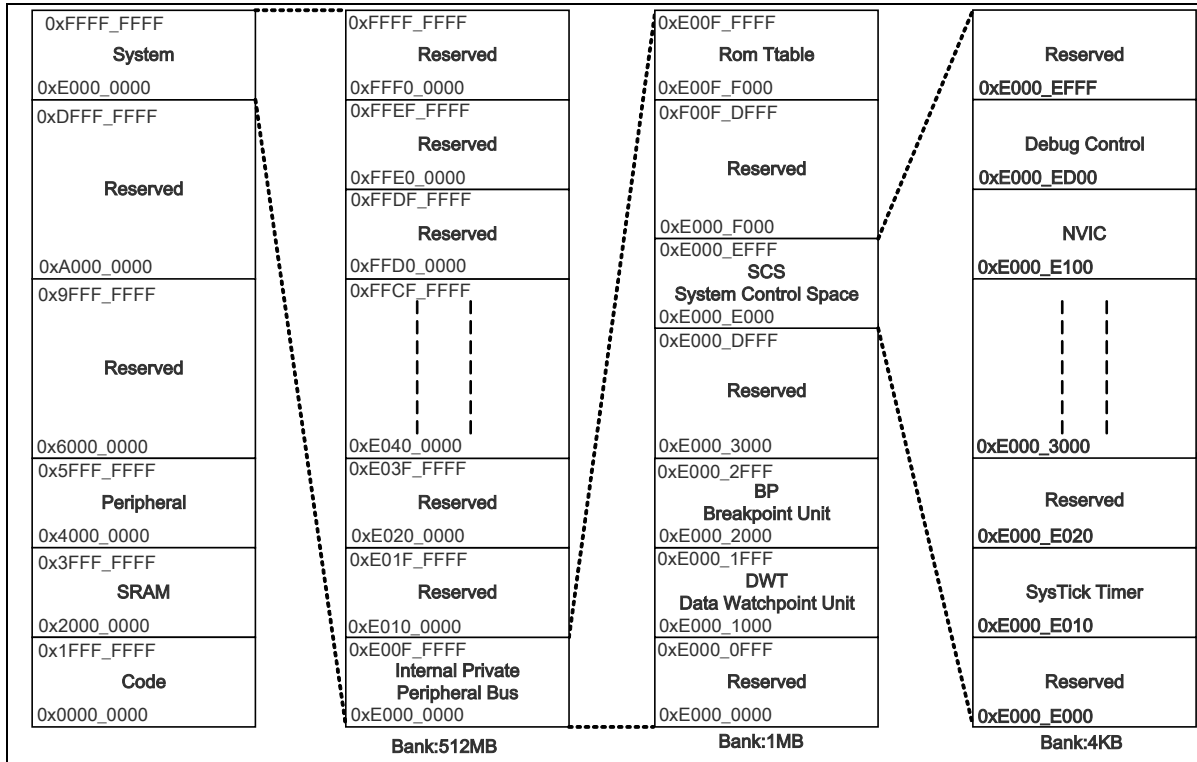 0xFFFF_FFFF
System
0xE000_0000
0xDFFF_FFFF
Reserved
0xA000_0000
0x9FFF_FFFF
Reserved
0x6000_0000
0x5FFF_FFFF
Peripheral
0x4000_0000
0x3FFF_FFFF
SRAM
0x2000_0000
0x1FFF_FFFF
Code
0x0000_0000
0xFFFF_FFFF
Reserved
0xFFF0_0000
0xFFEF_FFFF
Reserved
0xFFE0_0000
0xFFDF_FFFF
Reserved
0xFFD0_0000
0xFFCF_FFFF
0xE040_0000
0xE03F_FFFF
Reserved
0xE020_0000
0xE01F_FFFF
Reserved
0xE010_0000
0xE00F_FFFF
Internal Private
Peripheral Bus
0xE000_0000
Bank:512MB
0xE00F_FFFF
Rom Ttable
0xE00F_F000
0xF00F_DFFF
Reserved
0xE000_F000
0xE000_EFFF
SCS
System Control Space
0xE000_E000
0xE000_DFFF
Reserved
0xE000_3000
0xE000_2FFF
BP
Breakpoint Unit
0xE000_2000
0xE000_1FFF
DWT
Data Watchpoint Unit
0xE000_1000
0xE000_0FFF
Reserved
0xE000_0000
Bank:1MB
Reserved
0xE000_EFFF
Debug Control
0xE000_ED00
NVIC
0xE000_E100
0xE000_3000
Reserved
0xE000_E020
SysTick Timer
0xE000_E010
Reserved
0xE000_E000
Bank:4KB